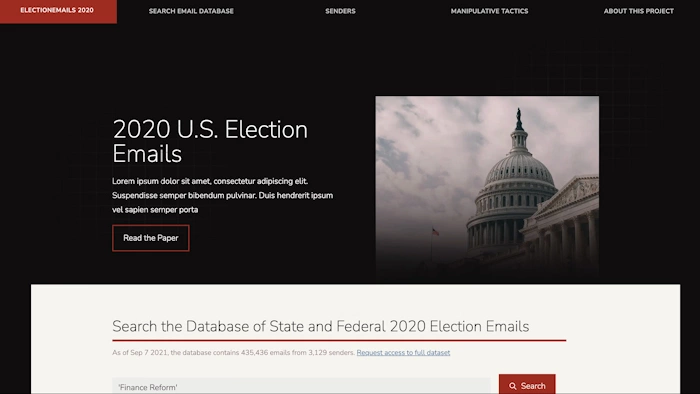 ELECTIONEMAILS 2020
SEARCH EMAIL DATABASE
SENDERS
MANIPULATIVE TACTICS
ABOUT THIS PROJECT
2020 U.S. Election
Emails
Lorem ipsum dolor sit amet, consectetur adipiscing elit.
Suspendisse semper bibendum pulvinar. Duis hendrerit ipsum
vel sapien semper porta
Read the Paper
Search the Database of State and Federal 2020 Election Emails
As of Sep 7 2021, the database contains 435,436 emails from 3,129 senders. Request access to full dataset
'Finance Reform'
Search